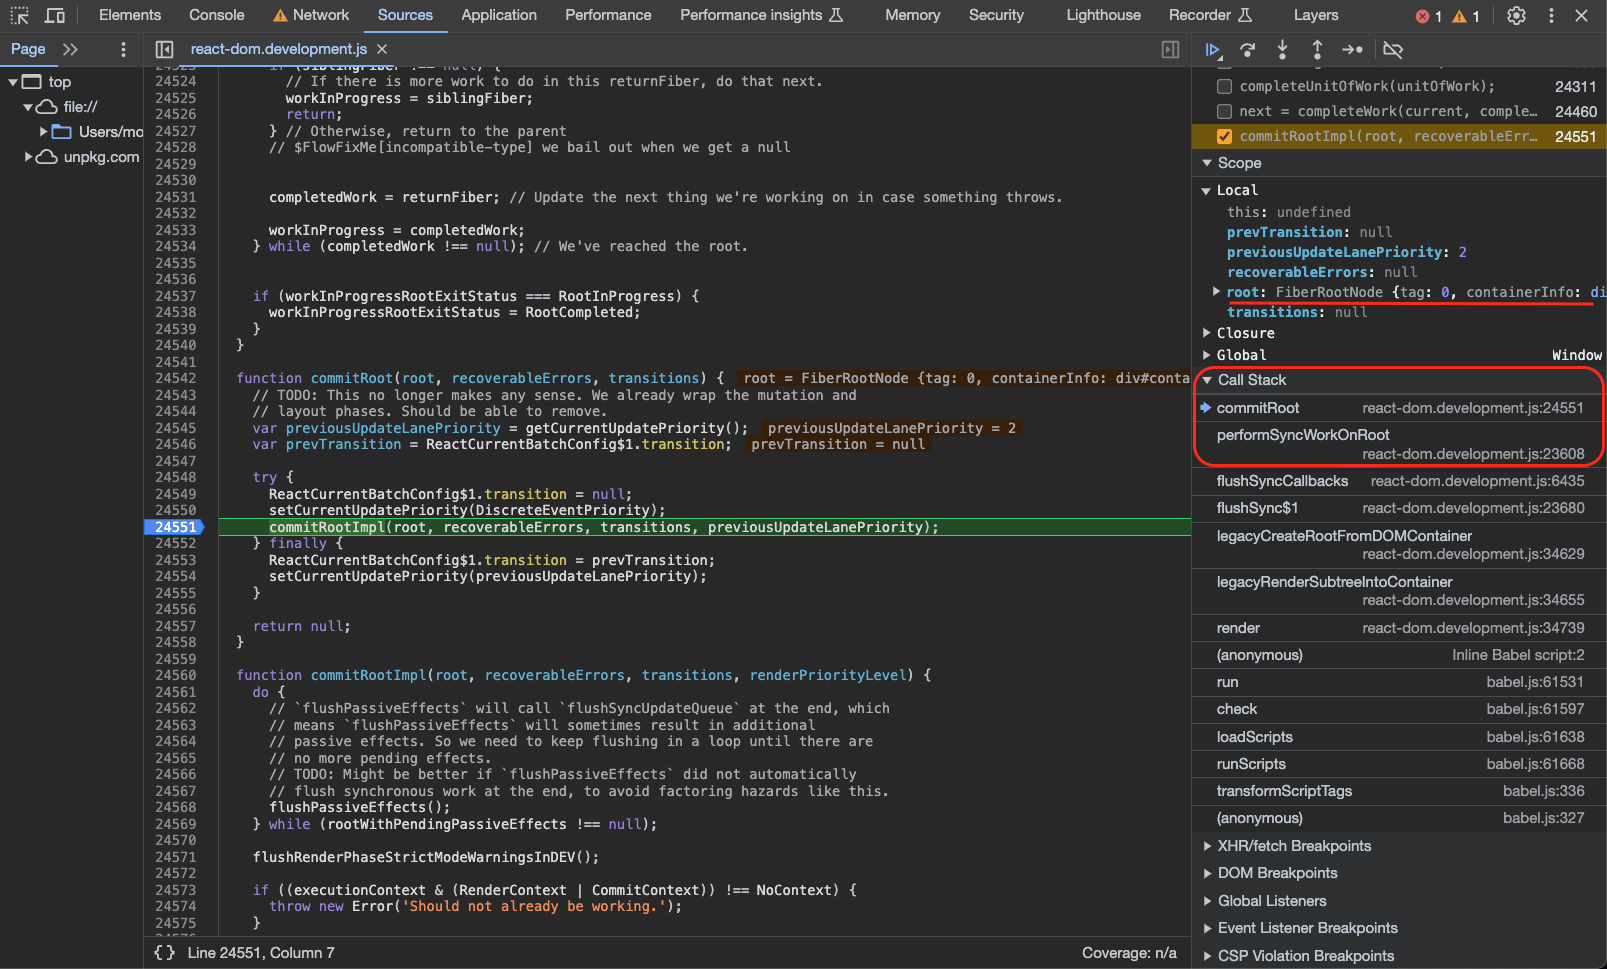 Elements Console Network Sources Application Performance Performance insights Memory Security Lighthouse Recorder Layers 1 1
Page react-dom.development.js
top
file://
Users/mo
unpkg.com
24523 if (siblingFiber !== null) {
24524 // If there is more work to do in this returnFiber, do that next.
24525 workInProgress = siblingFiber;
24526 return;
24527 } // Otherwise, return to the parent
24528 // $FlowFixMe[incompatible-type] we bail out when we get a null
24529
24530
24531 completedWork = returnFiber; // Update the next thing we're working on in case something throws.
24532
24533 workInProgress = completedWork;
24534 } while (completedWork !== null); // We've reached the root.
24535
24536
24537 if (workInProgressRootExitStatus === RootInProgress) {
24538 workInProgressRootExitStatus = RootCompleted;
24539 }
24540 }
24541
24542 function commitRoot(root, recoverableErrors, transitions) { root = FiberRootNode {tag: 0, containerInfo: div#conta
24543 // TODO: This no longer makes any sense. We already wrap the mutation and
24544 // layout phases. Should be able to remove.
24545 var previousUpdateLanePriority = getCurrentUpdatePriority(); previousUpdateLanePriority = 2
24546 var prevTransition = ReactCurrentBatchConfig$1.transition; prevTransition = null
24547
24548 try {
24549 ReactCurrentBatchConfig$1.transition = null;
24550 setCurrentUpdatePriority(DiscreteEventPriority);
24551 commitRootImpl(root, recoverableErrors, transitions, previousUpdateLanePriority);
24552 } finally {
24553 ReactCurrentBatchConfig$1.transition = prevTransition;
24554 setCurrentUpdatePriority(previousUpdateLanePriority);
24555 }
24556
24557 return null;
24558 }
24559
24560 function commitRootImpl(root, recoverableErrors, transitions, renderPriorityLevel) {
24561 do {
24562 // `flushPassiveEffects` will call `flushSyncUpdateQueue` at the end, which
24563 // means `flushPassiveEffects` will sometimes result in additional
24564 // passive effects. So we need to keep flushing in a loop until there are
24565 // no more pending effects.
24566 // TODO: Might be better if `flushPassiveEffects` did not automatically
24567 // flush synchronous work at the end, to avoid factoring hazards like this.
24568 flushPassiveEffects();
24569 } while (rootWithPendingPassiveEffects !== null);
24570
24571 flushRenderPhaseStrictModeWarningsInDEV();
24572
24573 if ((executionContext & (RenderContext | CommitContext)) !== NoContext) {
24574 throw new Error('Should not already be working.');
24575 }
{} Line 24551, Column 7 Coverage: n/a
completeUnitOfWork(unitOfWork); 24311
next = completeWork(current, comple… 24460
commitRootImpl(root, recoverableErr… 24551
Scope
Local
this: undefined
prevTransition: null
previousUpdateLanePriority: 2
recoverableErrors: null
root: FiberRootNode {tag: 0, containerInfo: di
transitions: null
Closure
Global Window
Call Stack
commitRoot react-dom.development.js:24551
performSyncWorkOnRoot
react-dom.development.js:23608
flushSyncCallbacks react-dom.development.js:6435
flushSync$1 react-dom.development.js:23680
legacyCreateRootFromDOMContainer
react-dom.development.js:34629
legacyRenderSubtreeIntoContainer
react-dom.development.js:34655
render react-dom.development.js:34739
(anonymous) Inline Babel script:2
run babel.js:61531
check babel.js:61597
loadScripts babel.js:61638
runScripts babel.js:61668
transformScriptTags babel.js:336
(anonymous) babel.js:327
XHR/fetch Breakpoints
DOM Breakpoints
Global Listeners
Event Listener Breakpoints
CSP Violation Breakpoints